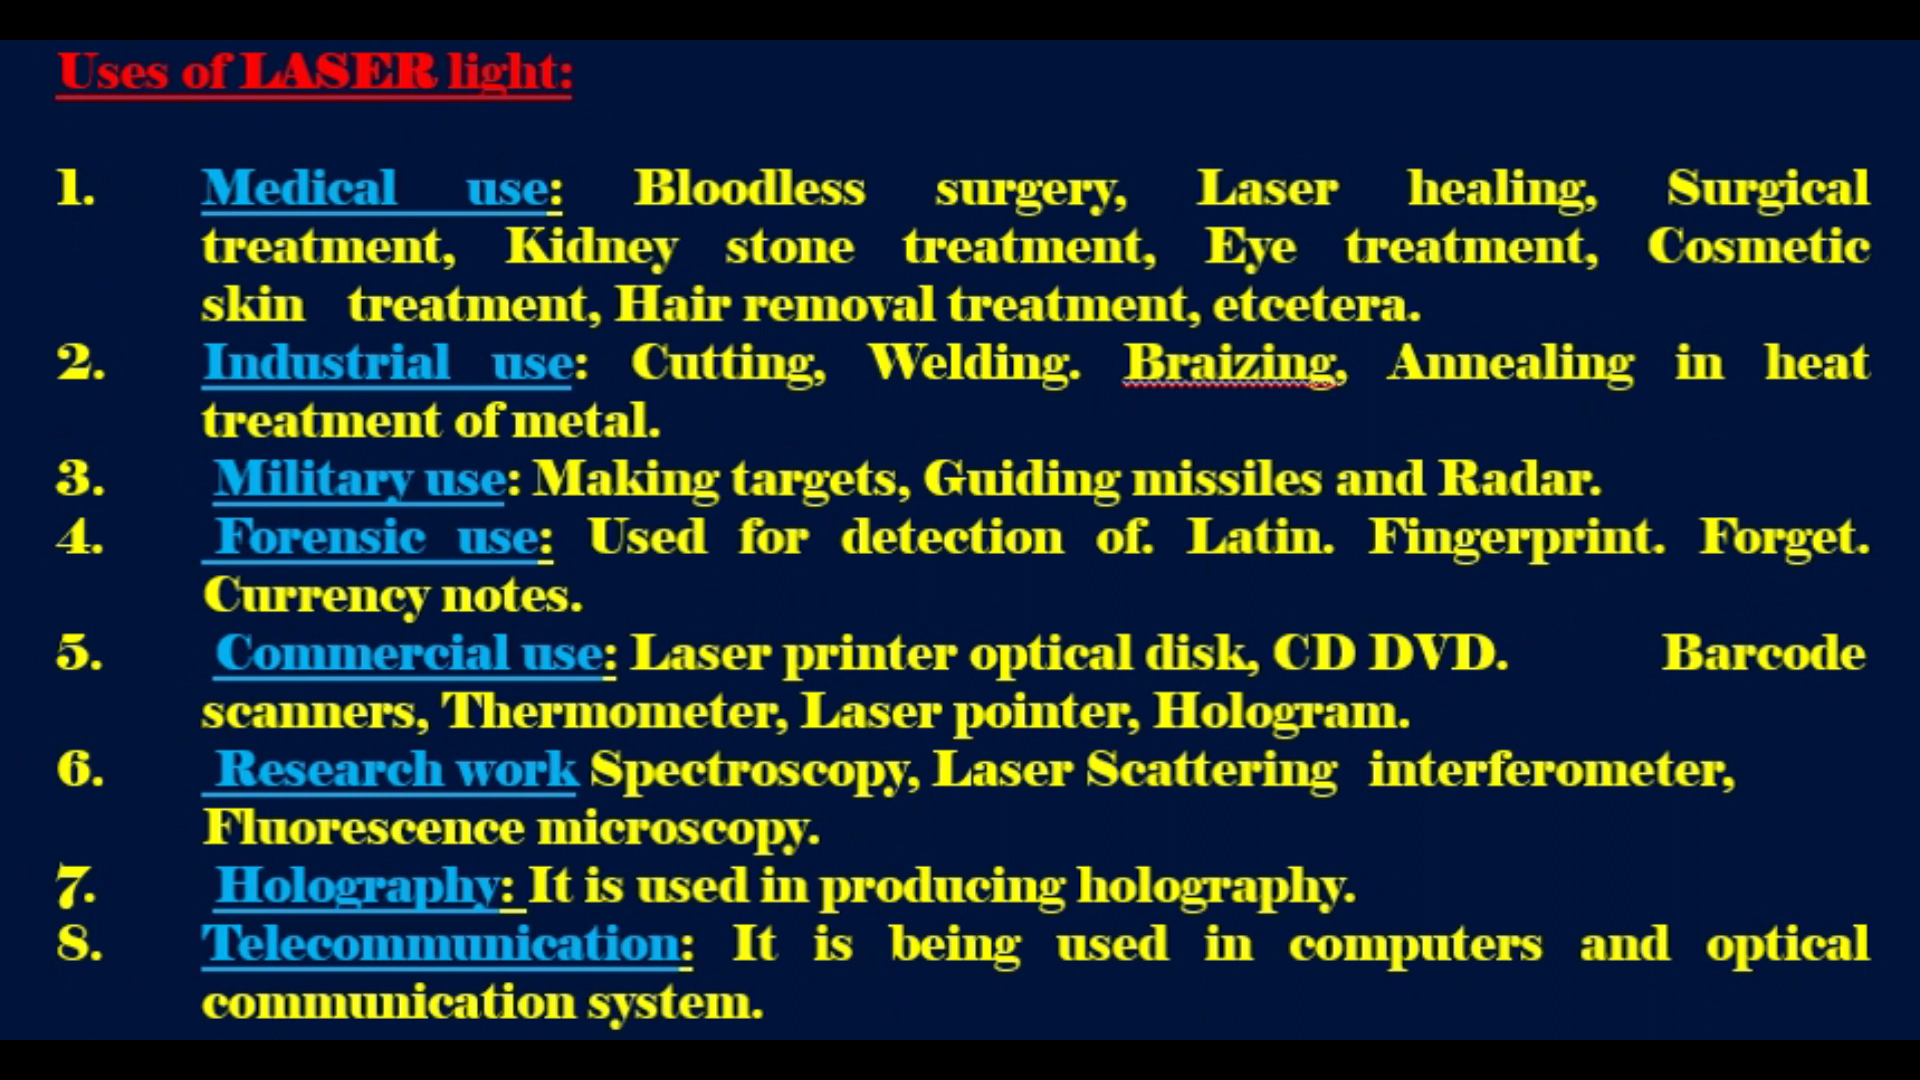 Uses of LASER light:
1. Medical use: Bloodless surgery, Laser healing, Surgical
treatment, Kidney stone treatment, Eye treatment, Cosmetic
skin treatment, Hair removal treatment, etcetera.
2. Industrial use: Cutting, Welding. Braizing, Annealing in heat
treatment of metal.
3. Military use: Making targets, Guiding missiles and Radar.
4. Forensic use: Used for detection of. Latin. Fingerprint. Forget.
Currency notes.
5. Commercial use: Laser printer optical disk, CD DVD. Barcode
scanners, Thermometer, Laser pointer, Hologram.
6. Research work Spectroscopy, Laser Scattering interferometer,
Fluorescence microscopy.
7. Holography: It is used in producing holography.
8. Telecommunication: It is being used in computers and optical
communication system.